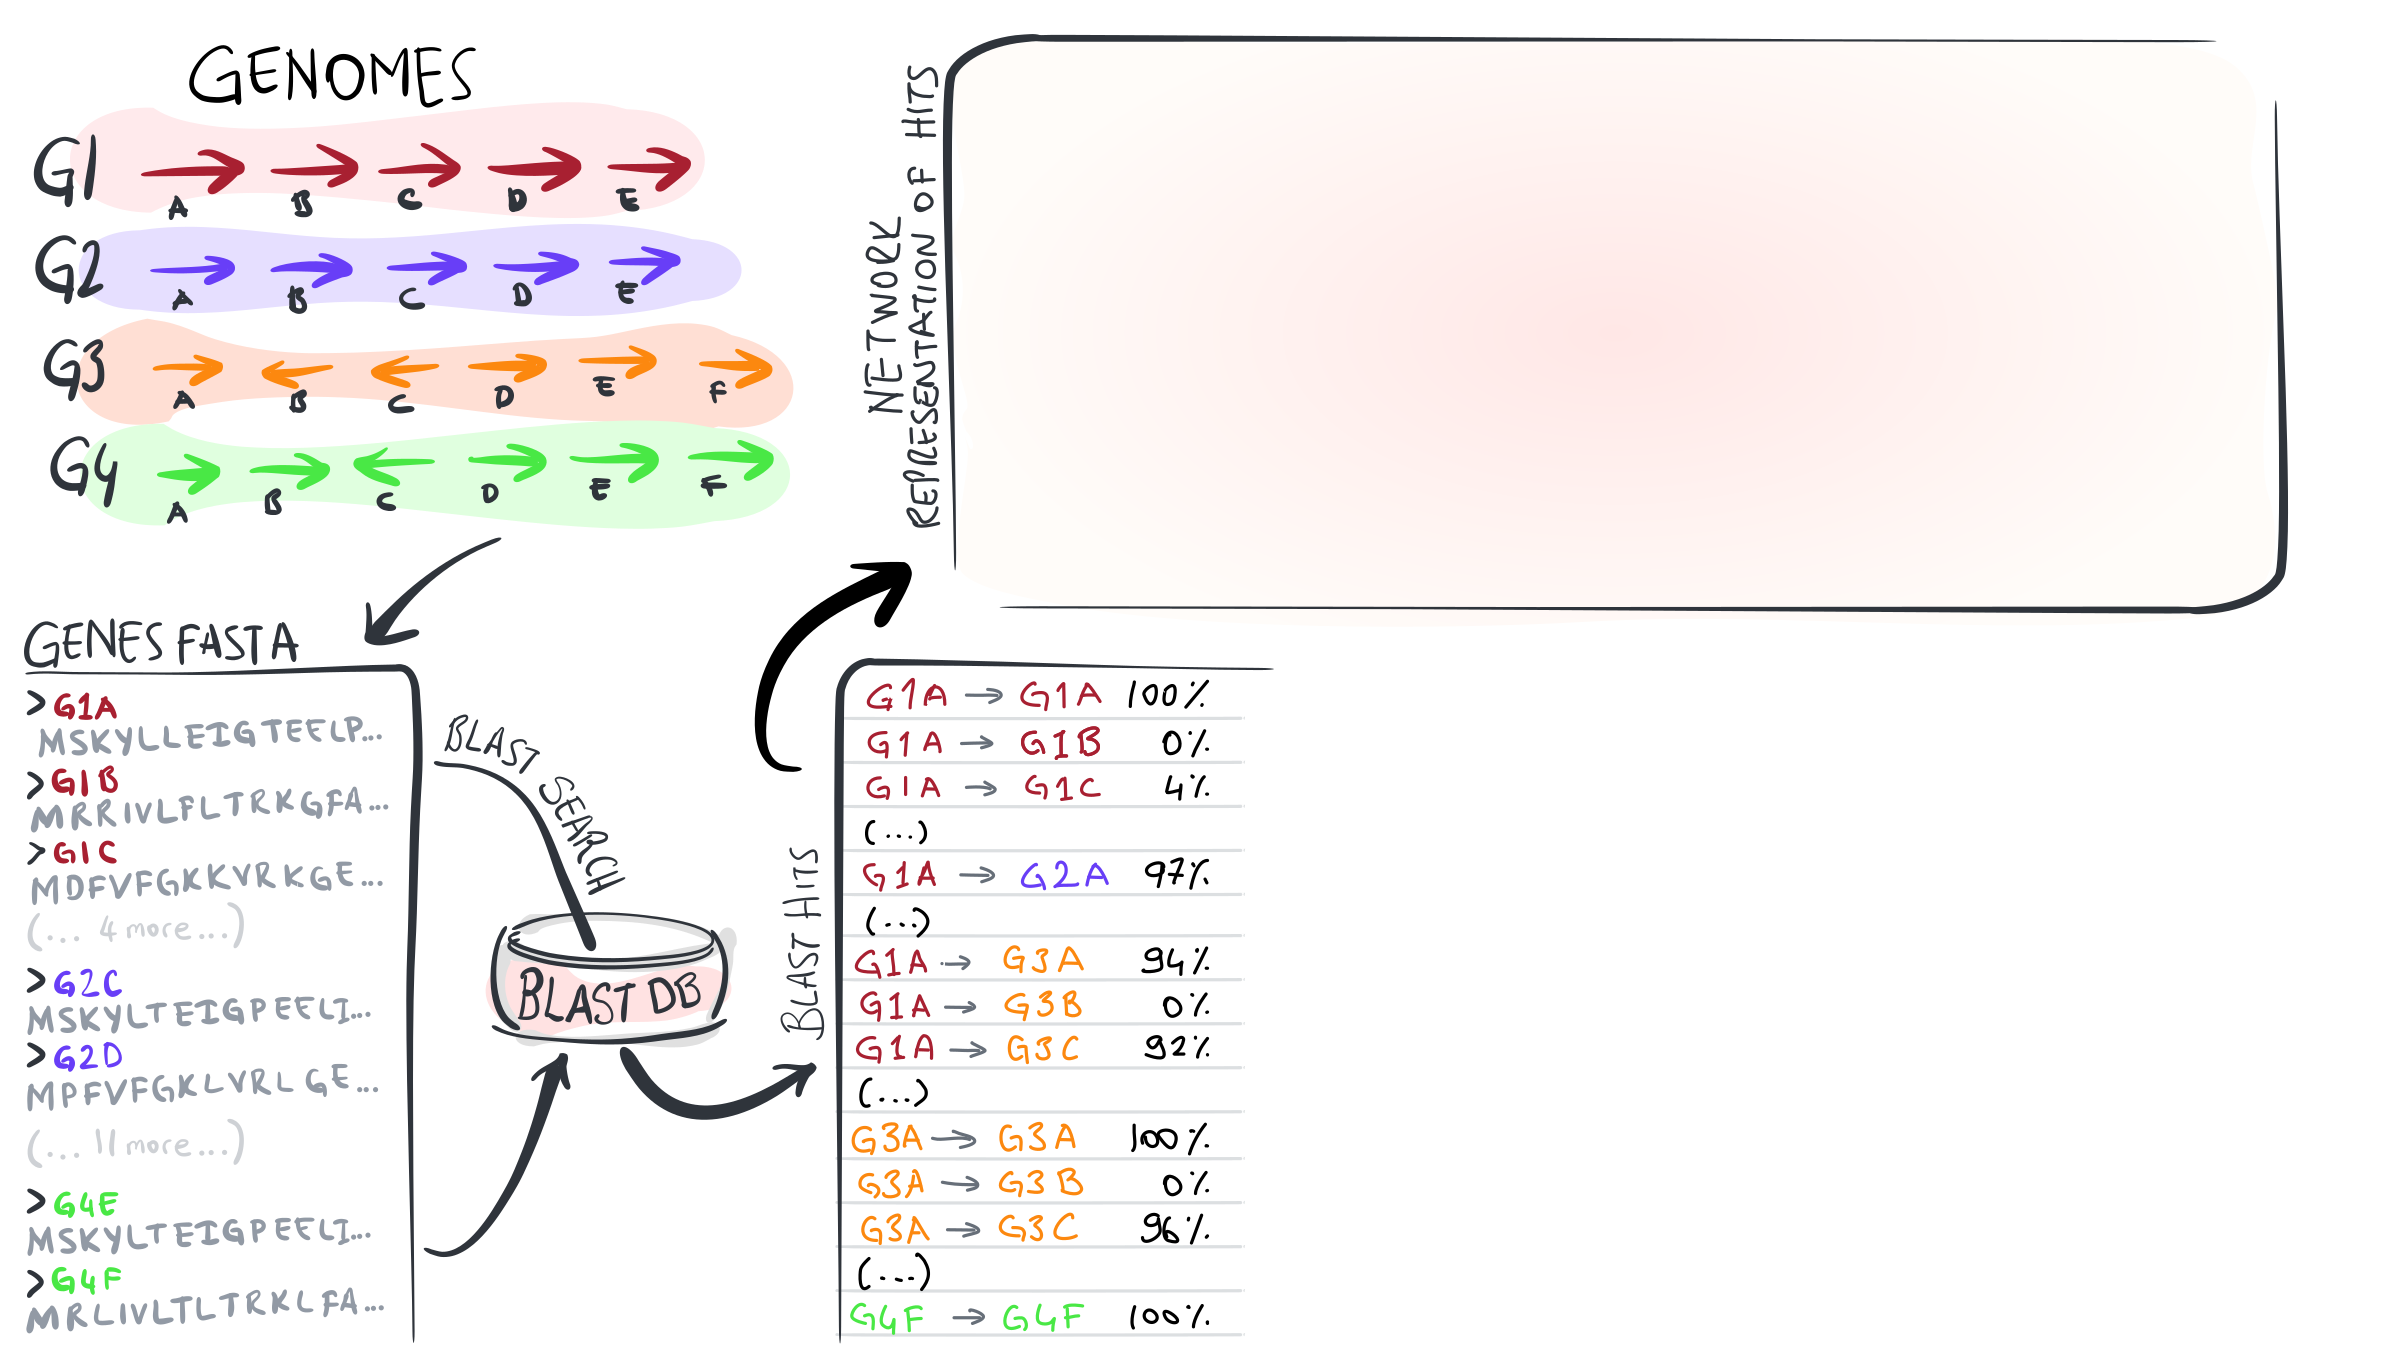 GENOMES
G1
A B C D E
G2
A B C D E
G3
A B C D E F
G4
A B C D E F
GENES FASTA
>G1A
MSKYLLEIGTEELP...
>G1B
MRRIVLFLTRKGFA...
>G1C
MDFVFGKKVRKGE...
(... 4 more...)
>G2C
MSKYLTEIGPEELI...
>G2D
MPFVFGKLVRLGE...
(... 11 more...)
>G4E
MSKYLTEIGPEELI...
>G4F
MRLIVLTLTRKLFA...
BLAST SEARCH
BLAST DB
BLAST HITS
G1A → G1A 100%
G1A → G1B 0%
G1A → G1C 4%
(...)
G1A → G2A 97%
(...)
G1A → G3A 94%
G1A → G3B 0%
G1A → G3C 92%
(...)
G3A → G3A 100%
G3A → G3B 0%
G3A → G3C 96%
(...)
G4F → G4F 100%
NETWORK
REPRESENTATION OF HITS